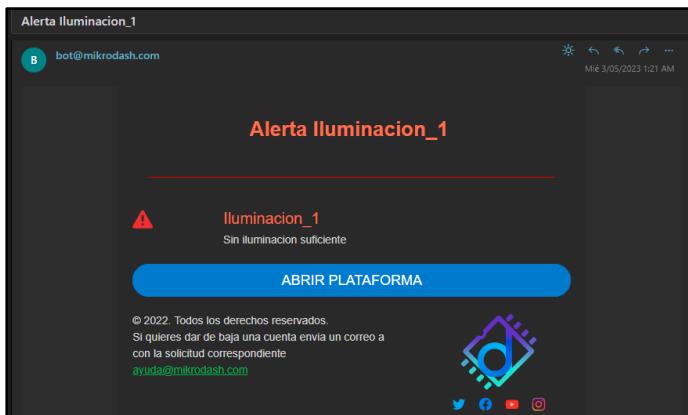 Alerta Iluminacion_1
B
bot@mikrodash.com
Mié 3/05/2023 1:21 AM
Alerta Iluminacion_1
Iluminacion_1
Sin iluminacion suficiente
ABRIR PLATAFORMA
© 2022. Todos los derechos reservados.
Si quieres dar de baja una cuenta envia un correo a
con la solicitud correspondiente
ayuda@mikrodash.com